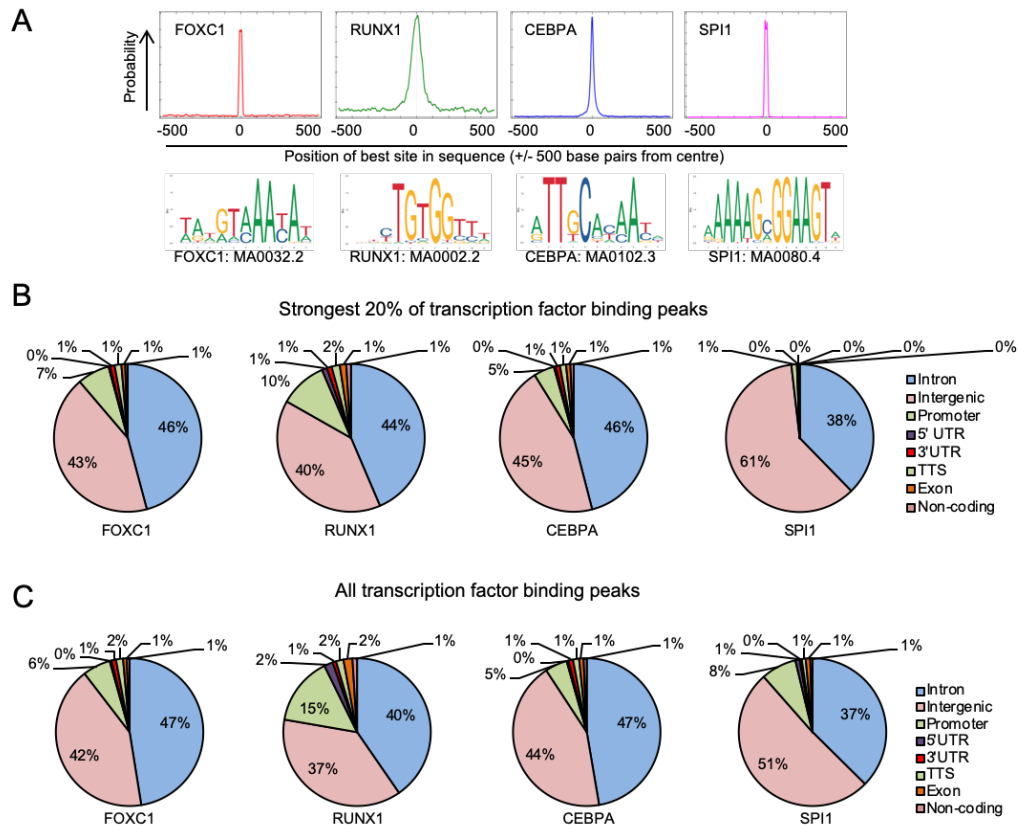 A
FOXC1 RUNX1 CEBPA SPI1
Probability
-500 0 500 -500 0 500 -500 0 500 -500 0 500
Position of best site in sequence (+/- 500 base pairs from centre)
FOXC1: MA0032.2 RUNX1: MA0002.2 CEBPA: MA0102.3 SPI1: MA0080.4
B
Strongest 20% of transcription factor binding peaks
1% 1% 1% 1% 2% 1% 0% 1% 1% 0% 0% 0%
0% 1% 1% 1% 1% 1% 1% 0% 0%
7% 10% 5%
46% 44% 46% 38%
43% 40% 45% 61%
FOXC1 RUNX1 CEBPA SPI1
Intron
Intergenic
Promoter
5' UTR
3'UTR
TTS
Exon
Non-coding
C
All transcription factor binding peaks
0% 1% 2% 1% 1% 1% 2% 2% 1% 1% 1% 1% 1% 0% 1% 1% 1%
6% 2% 0% 1%
5% 8%
47% 15% 40% 47% 37%
42% 37% 44% 51%
FOXC1 RUNX1 CEBPA SPI1
Intron
Intergenic
Promoter
5'UTR
3'UTR
TTS
Exon
Non-coding